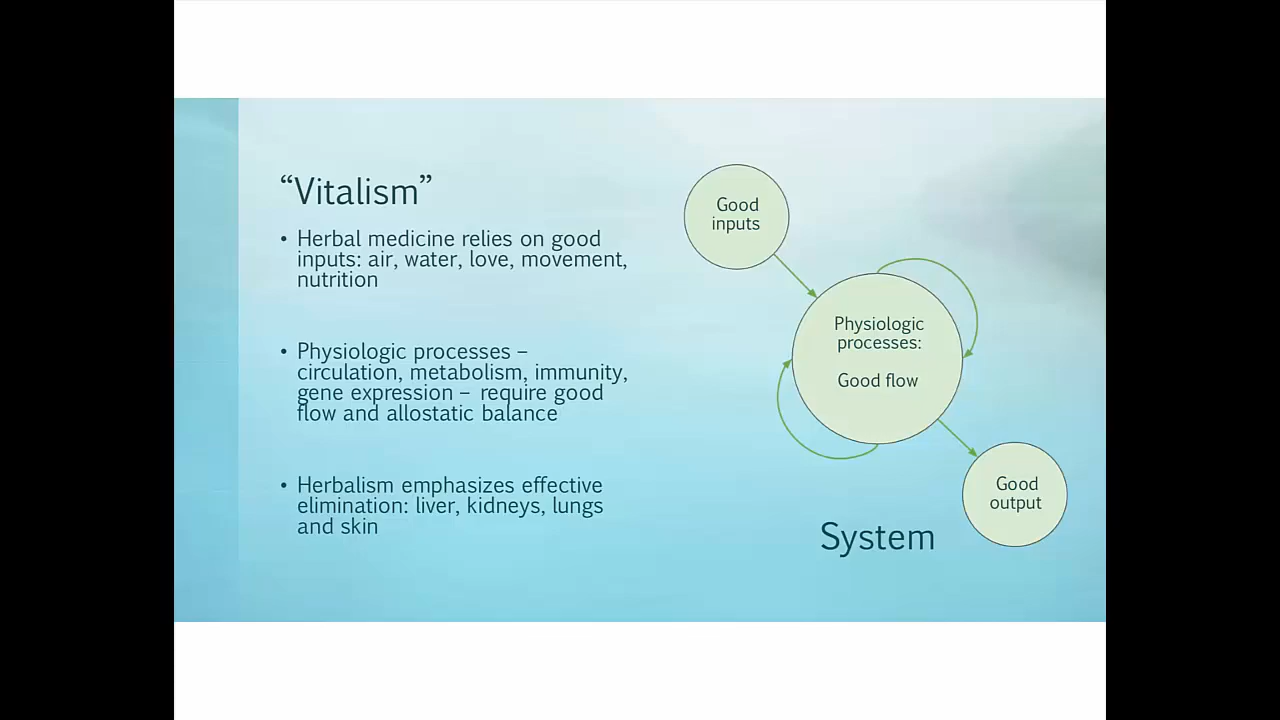 “Vitalism”
• Herbal medicine relies on good
inputs: air, water, love, movement,
nutrition
• Physiologic processes –
circulation, metabolism, immunity,
gene expression – require good
flow and allostatic balance
• Herbalism emphasizes effective
elimination: liver, kidneys, lungs
and skin
Good
inputs
Physiologic
processes:
Good flow
Good
output
System